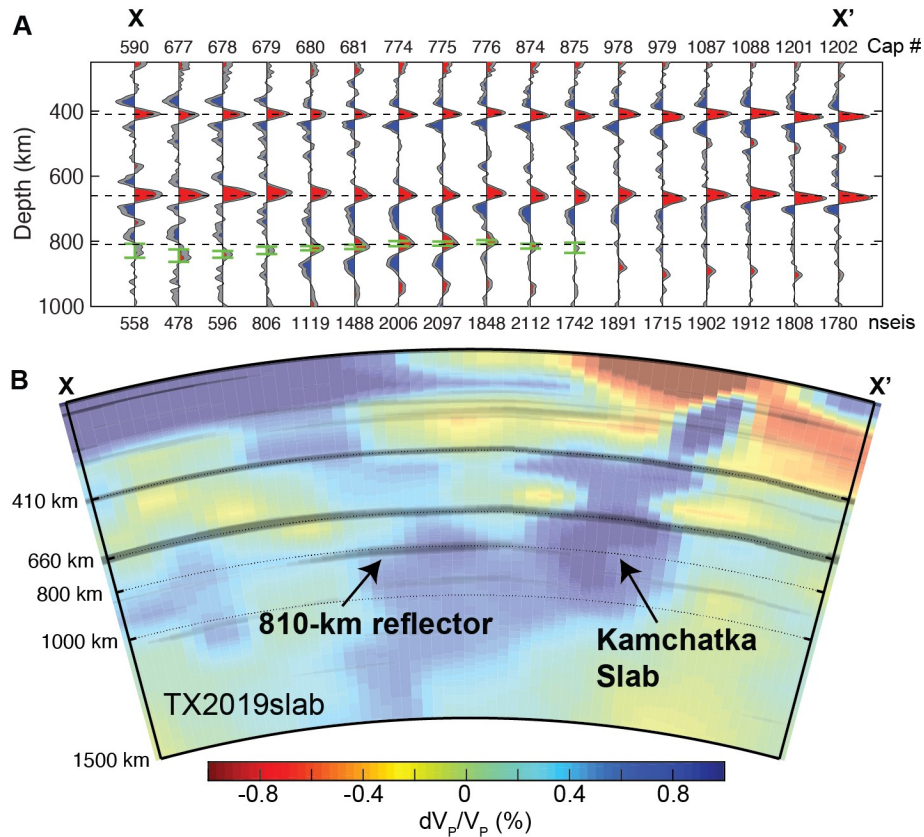 A
X
X'
590 677 678 679 680 681 774 775 776 874 875 978 979 1087 1088 1201 1202 Cap #
Depth (km)
400
600
800
1000
558 478 596 806 1119 1488 2006 2097 1848 2112 1742 1891 1715 1902 1912 1808 1780 nseis
B
X
X'
410 km
660 km
800 km
1000 km
1500 km
810-km reflector
Kamchatka
Slab
TX2019slab
-0.8 -0.4 0 0.4 0.8
dVP/VP (%)